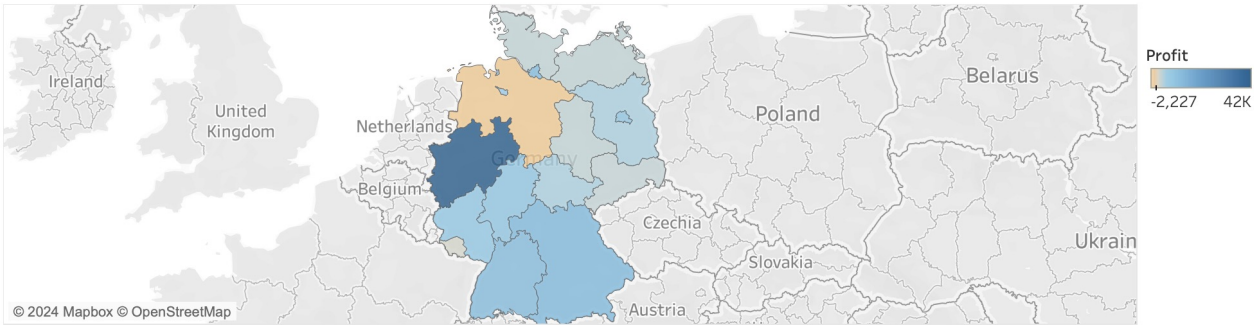 Ireland
United
Kingdom
Netherlands
Belgium
Germany
Poland
Belarus
Czechia
Slovakia
Austria
Ukrain
© 2024 Mapbox © OpenStreetMap
Profit
-2,227 42K